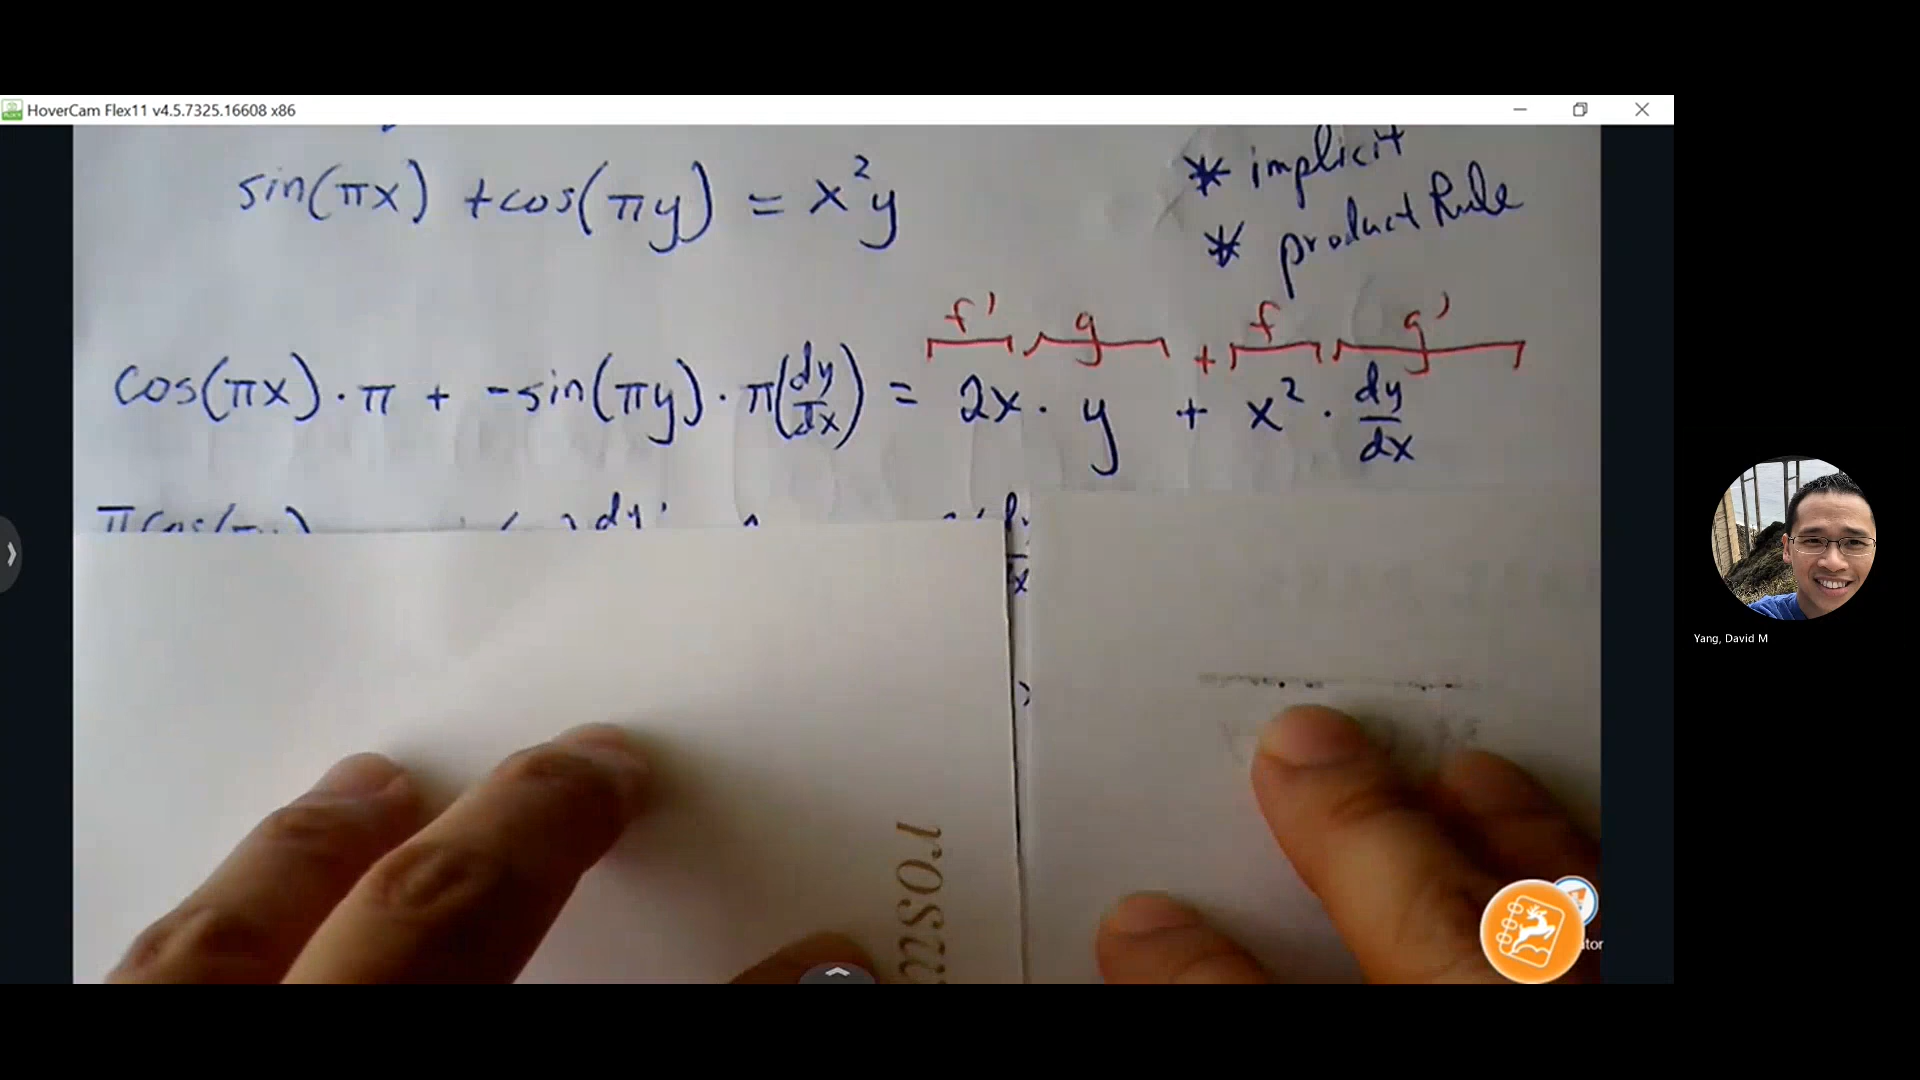 HoverCam Flex11 v4.5.7325.16608 x86
sin(πx) + cos(πy) = x²y
* implicit
* product Rule
f' g + f g'
cos(πx) · π + -sin(πy) · π(dy/dx) = 2x · y + x² · dy/dx
Yang, David M